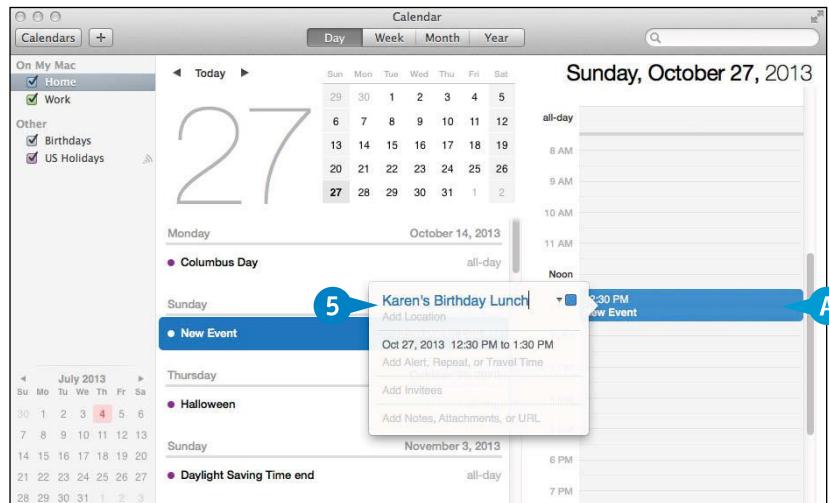 Calendar
Calendars +
Day Week Month Year
On My Mac
Home
Work
Other
Birthdays
US Holidays
Today
27
Sun Mon Tue Wed Thu Fri Sat
29 30 1 2 3 4 5
6 7 8 9 10 11 12
13 14 15 16 17 18 19
20 21 22 23 24 25 26
27 28 29 30 31 1 2
Monday October 14, 2013
Columbus Day all-day
Sunday
New Event
Thursday
Halloween
Sunday November 3, 2013
Daylight Saving Time end all-day
5
Karen's Birthday Lunch
Add Location
Oct 27, 2013 12:30 PM to 1:30 PM
Add Alert, Repeat, or Travel Time
Add Invitees
Add Notes, Attachments, or URL
Sunday, October 27, 2013
all-day
8 AM
9 AM
10 AM
11 AM
Noon
2:30 PM
ew Event
A
6 PM
7 PM
July 2013
Su Mo Tu We Th Fr Sa
30 1 2 3 4 5 6
7 8 9 10 11 12 13
14 15 16 17 18 19 20
21 22 23 24 25 26 27
28 29 30 31 1 2 3